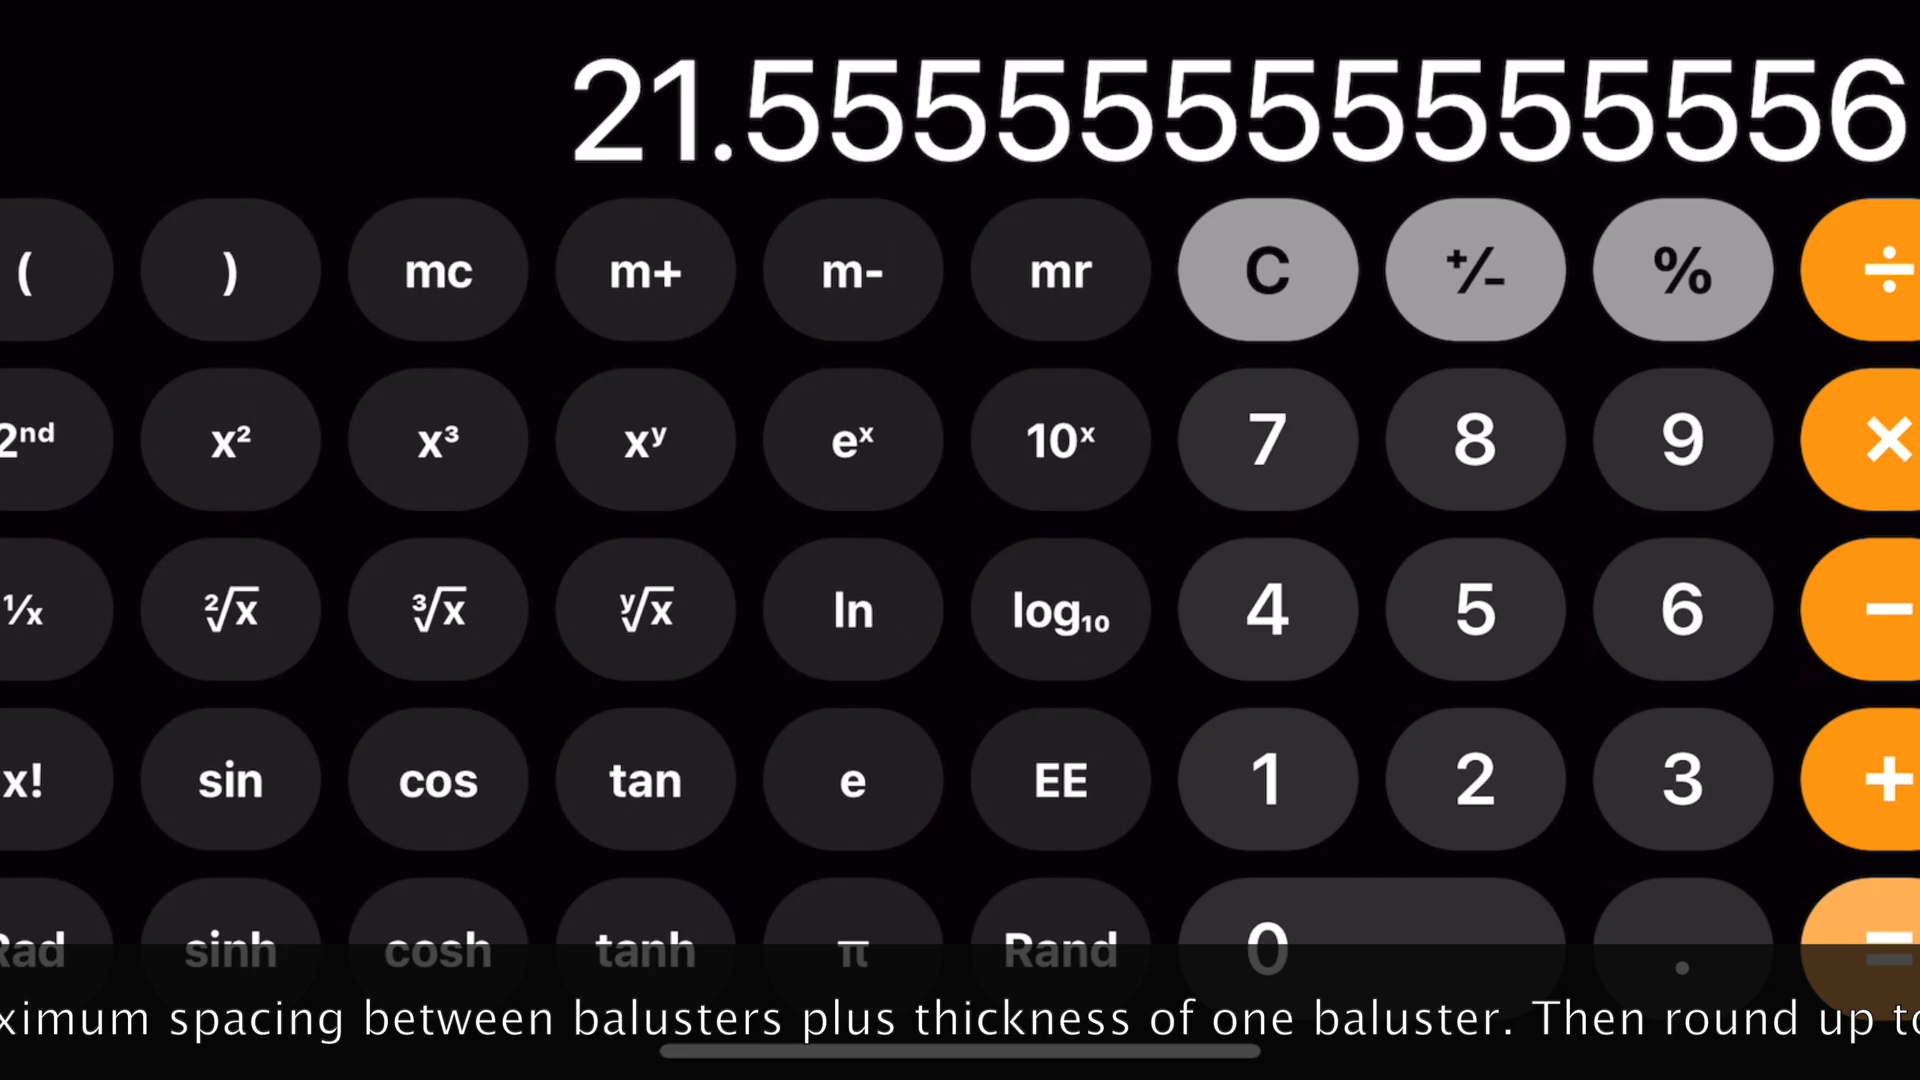 21.5555555555555556
( ) mc m+ m- mr C +/- % ÷
2nd x² x³ xʸ eˣ 10ˣ 7 8 9 ×
¹⁄x ²√x ³√x ʸ√x ln log₁₀ 4 5 6 −
x! sin cos tan e EE 1 2 3 +
Rad sinh cosh tanh π Rand 0 . =
ximum spacing between balusters plus thickness of one baluster. Then round up to